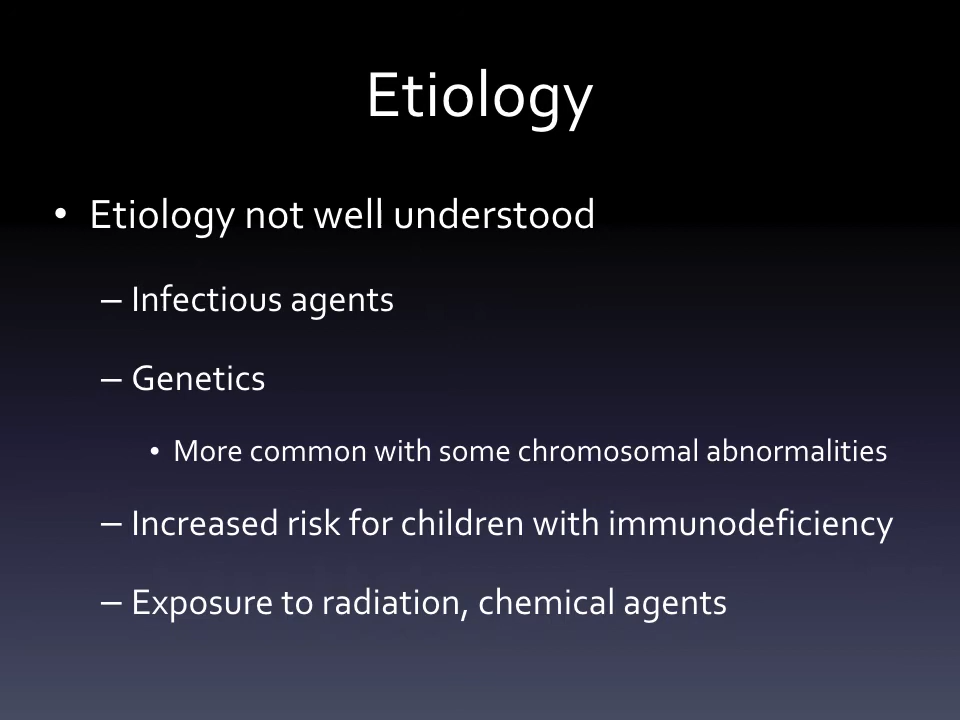 Etiology
• Etiology not well understood
– Infectious agents
– Genetics
• More common with some chromosomal abnormalities
– Increased risk for children with immunodeficiency
– Exposure to radiation, chemical agents